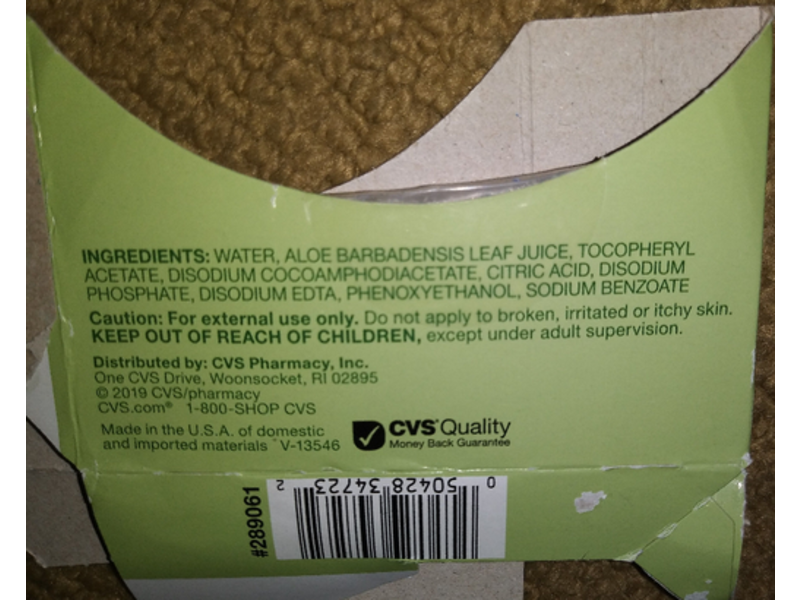 INGREDIENTS: WATER, ALOE BARBADENSIS LEAF JUICE, TOCOPHERYL
ACETATE, DISODIUM COCOAMPHODIACETATE, CITRIC ACID, DISODIUM
PHOSPHATE, DISODIUM EDTA, PHENOXYETHANOL, SODIUM BENZOATE
Caution: For external use only. Do not apply to broken, irritated or itchy skin.
KEEP OUT OF REACH OF CHILDREN, except under adult supervision.
Distributed by: CVS Pharmacy, Inc.
One CVS Drive, Woonsocket, RI 02895
© 2019 CVS/pharmacy
CVS.com® 1-800-SHOP CVS
Made in the U.S.A. of domestic
and imported materials V-13546
CVS® Quality
Money Back Guarantee
#289061
0 50428 34723 2